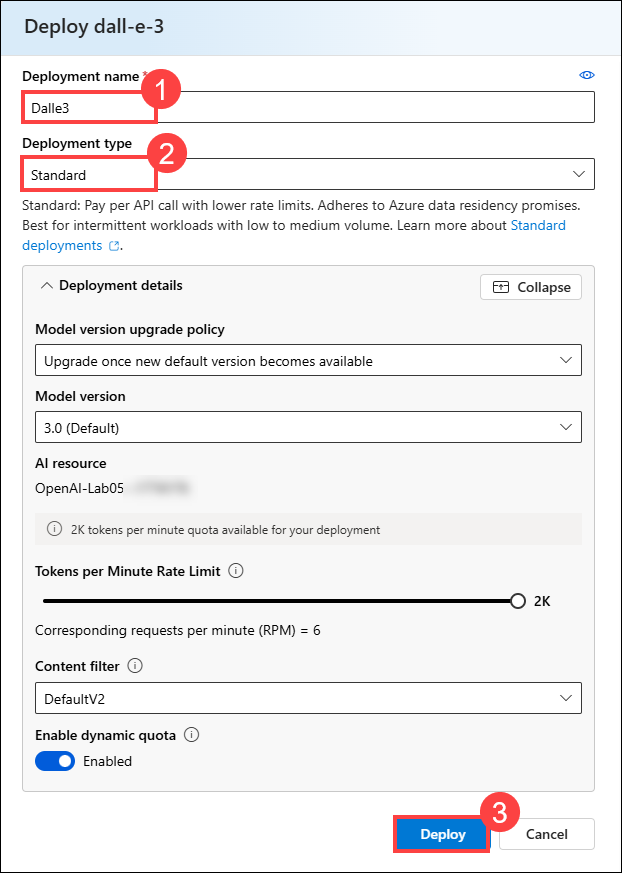 Deploy dall-e-3
Deployment name *
1
Dalle3
Deployment type
2
Standard
Standard: Pay per API call with lower rate limits. Adheres to Azure data residency promises.
Best for intermittent workloads with low to medium volume. Learn more about Standard
deployments.
Deployment details
Collapse
Model version upgrade policy
Upgrade once new default version becomes available
Model version
3.0 (Default)
AI resource
OpenAI-Lab05
2K tokens per minute quota available for your deployment
Tokens per Minute Rate Limit
2K
Corresponding requests per minute (RPM) = 6
Content filter
DefaultV2
Enable dynamic quota
Enabled
3
Deploy
Cancel